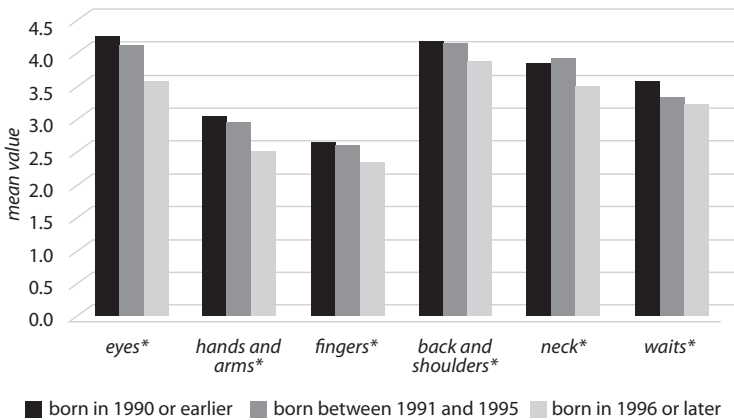 4.5
4.0
3.5
3.0
2.5
2.0
1.5
1.0
0.5
0.0
mean value
eyes*
hands and
arms*
fingers*
back and
shoulders*
neck*
waits*
born in 1990 or earlier
born between 1991 and 1995
born in 1996 or later